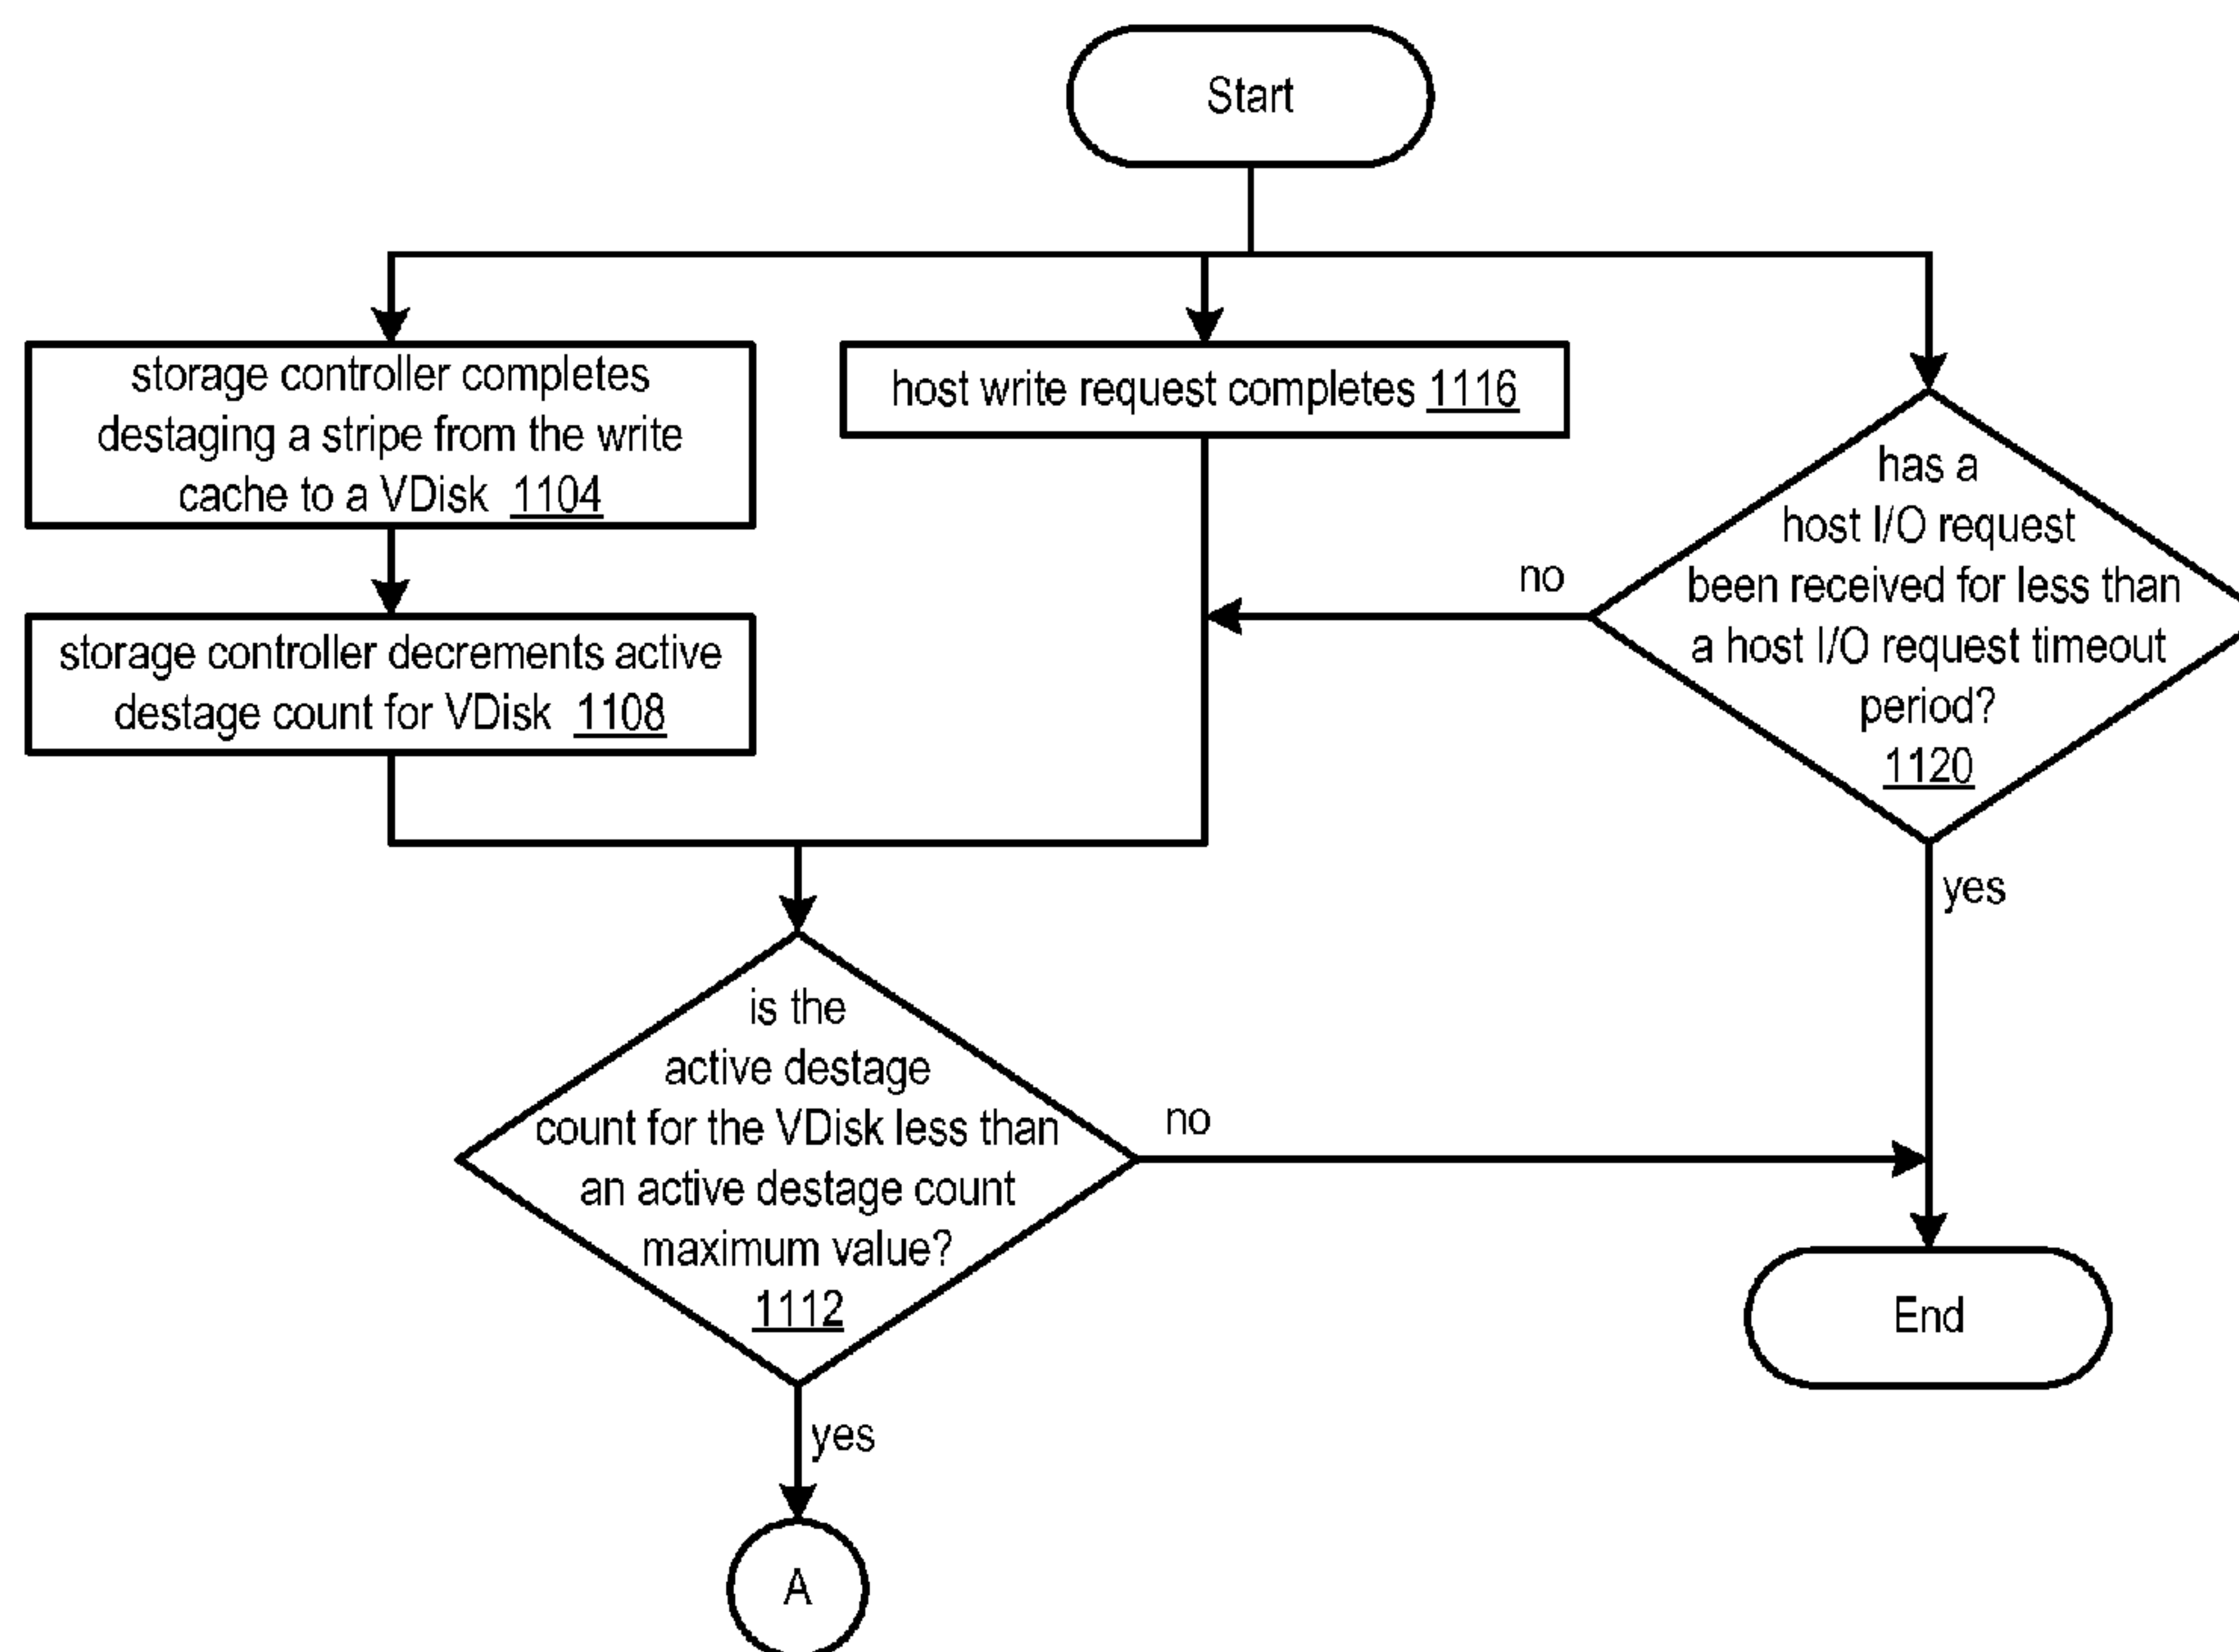 Start
storage controller completes
destaging a stripe from the write
cache to a VDisk 1104
host write request completes 1116
has a
host I/O request
been received for less than
a host I/O request timeout
period?
1120
no
storage controller decrements active
destage count for VDisk 1108
yes
is the
active destage
count for the VDisk less than
an active destage count
maximum value?
1112
no
End
yes
A